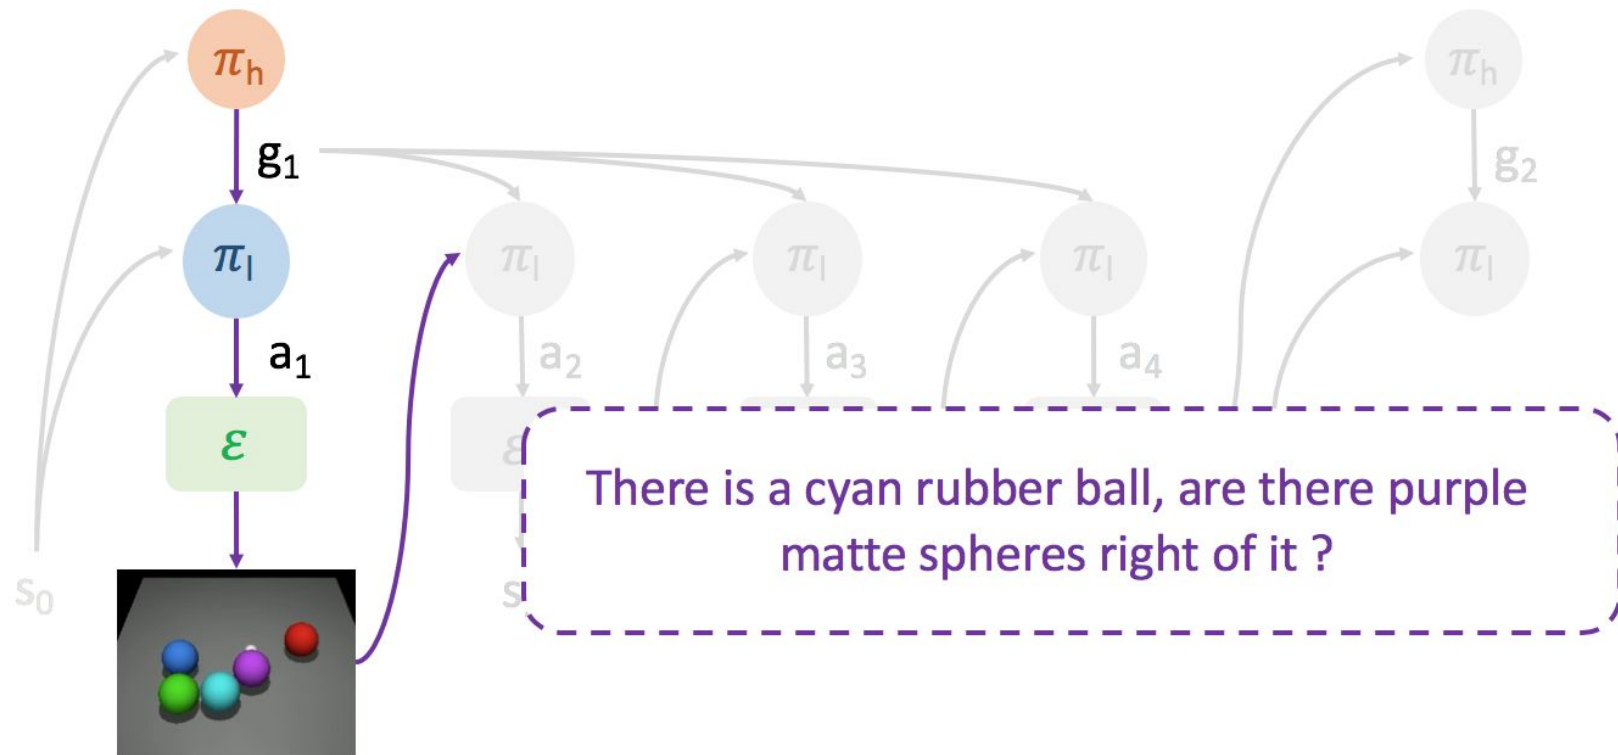 πh
πh
g1
g2
πl
πl
πl
πl
πl
a1
a2
a3
a4
ε
ε
There is a cyan rubber ball, are there purple
matte spheres right of it ?
s0
s